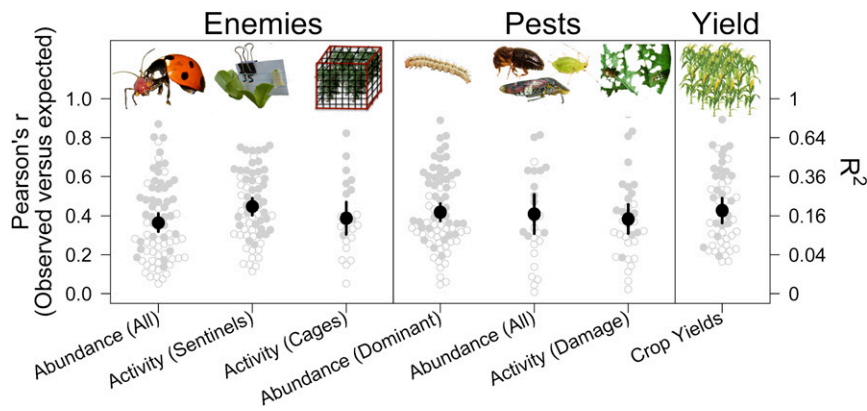 Enemies
Pests
Yield
Pearson's r
(Observed versus expected)
1.0
0.8
0.6
0.4
0.2
0.0
1
0.64
0.36
0.16
0.04
0
R²
Abundance (All)
Activity (Sentinels)
Activity (Cages)
Abundance (Dominant)
Abundance (All)
Activity (Damage)
Crop Yields